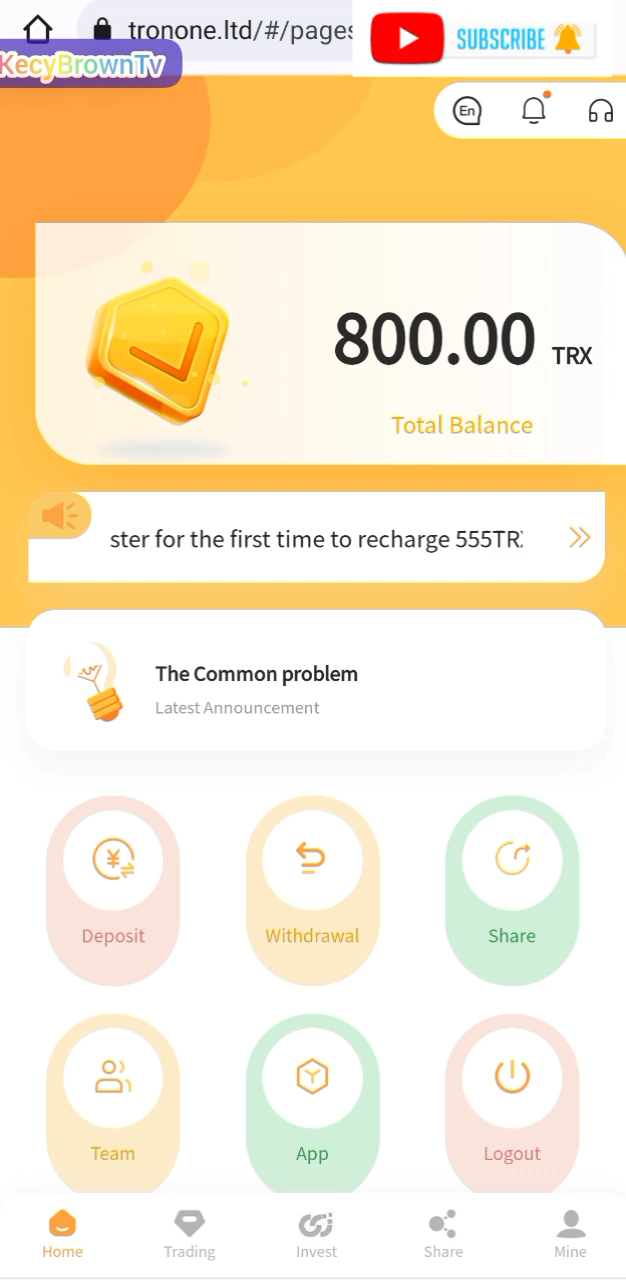 tronone.ltd/#/pages
SUBSCRIBE
KecyBrownTv
En
800.00 TRX
Total Balance
ster for the first time to recharge 555TR
The Common problem
Latest Announcement
Deposit
Withdrawal
Share
Team
App
Logout
Home
Trading
Invest
Share
Mine